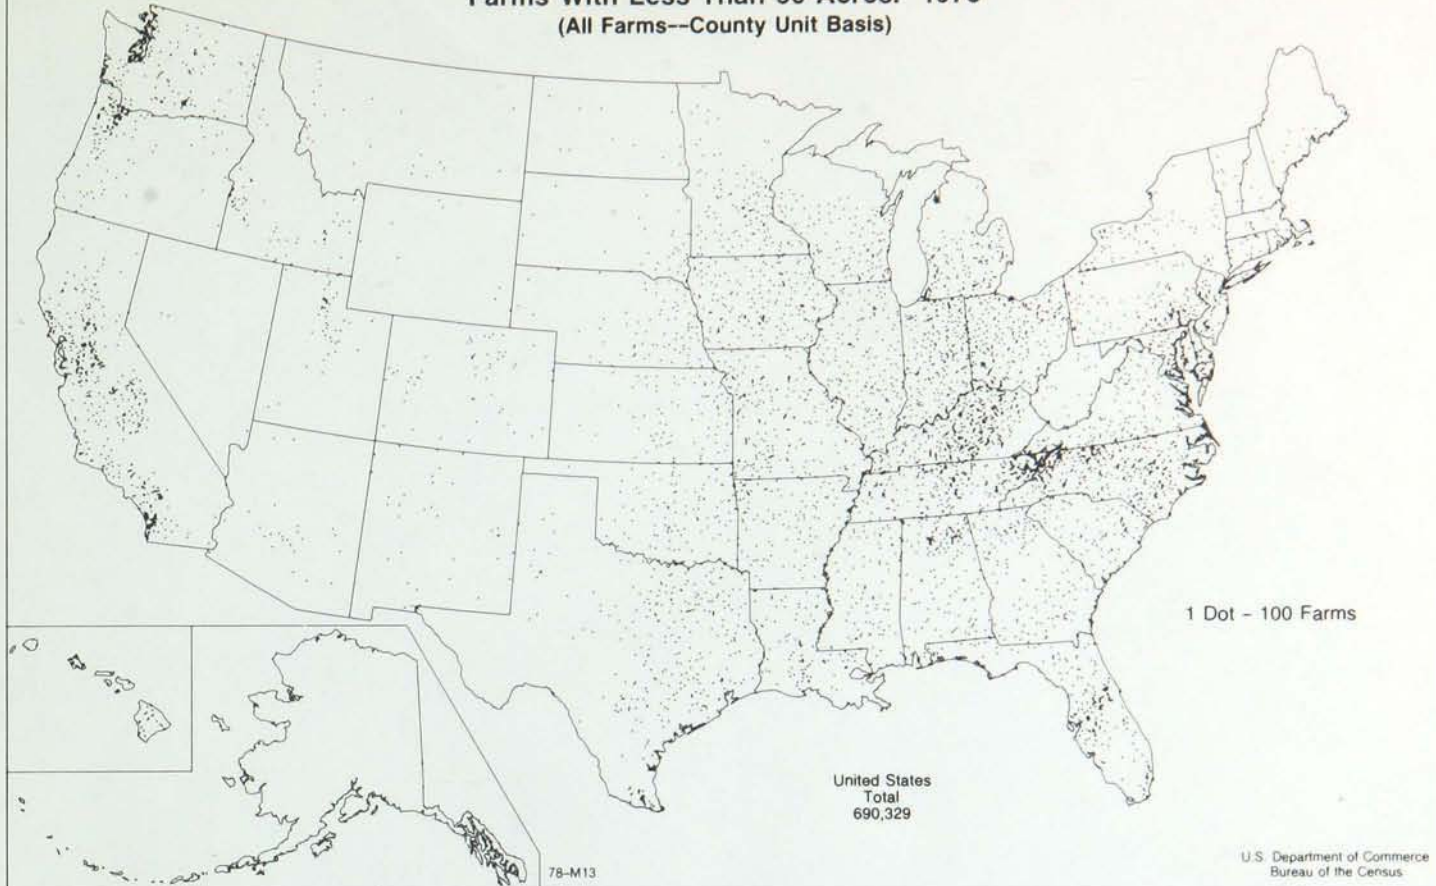 (All Farms--County Unit Basis)
1 Dot – 100 Farms
United States
Total
690,329
78-M13
U.S. Department of Commerce
Bureau of the Census